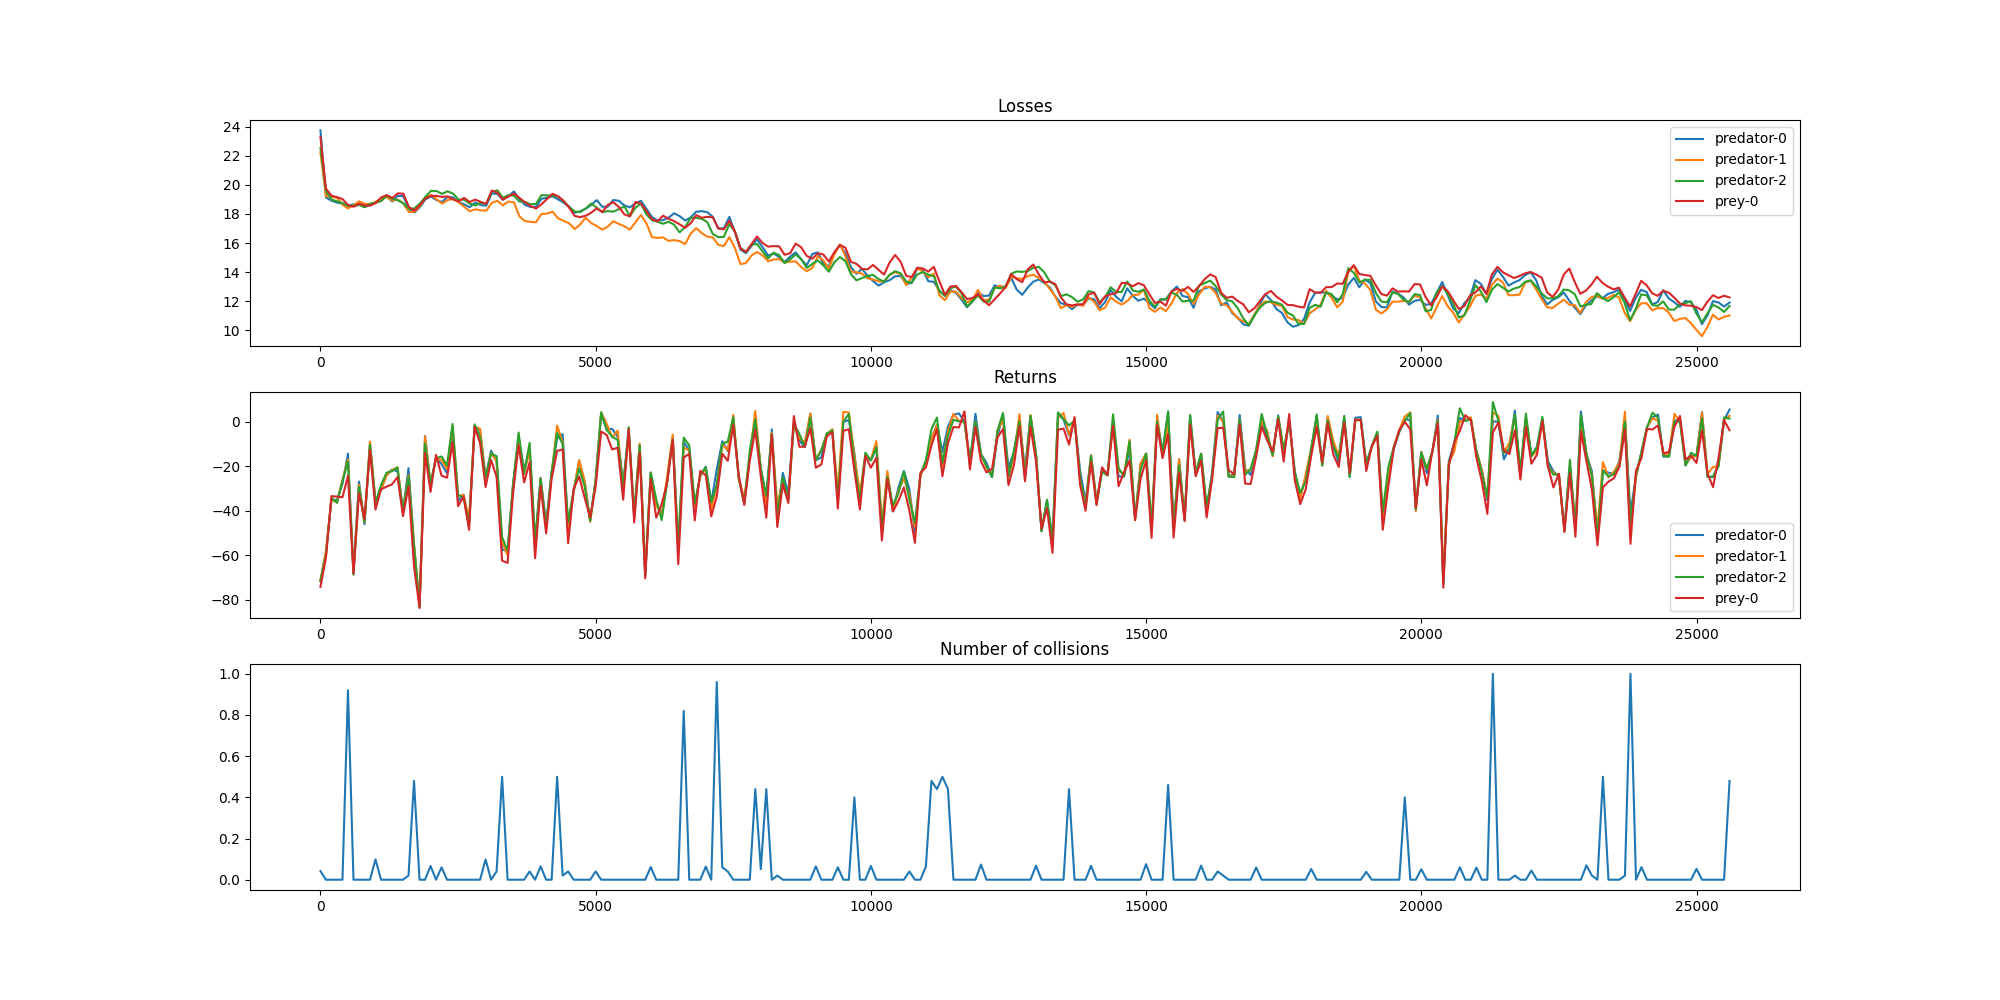 Losses
24
22
20
18
16
14
12
10
predator-0
predator-1
predator-2
prey-0
0 5000 10000 15000 20000 25000
Returns
0
−20
−40
−60
−80
predator-0
predator-1
predator-2
prey-0
0 5000 10000 15000 20000 25000
Number of collisions
1.0
0.8
0.6
0.4
0.2
0.0
0 5000 10000 15000 20000 25000